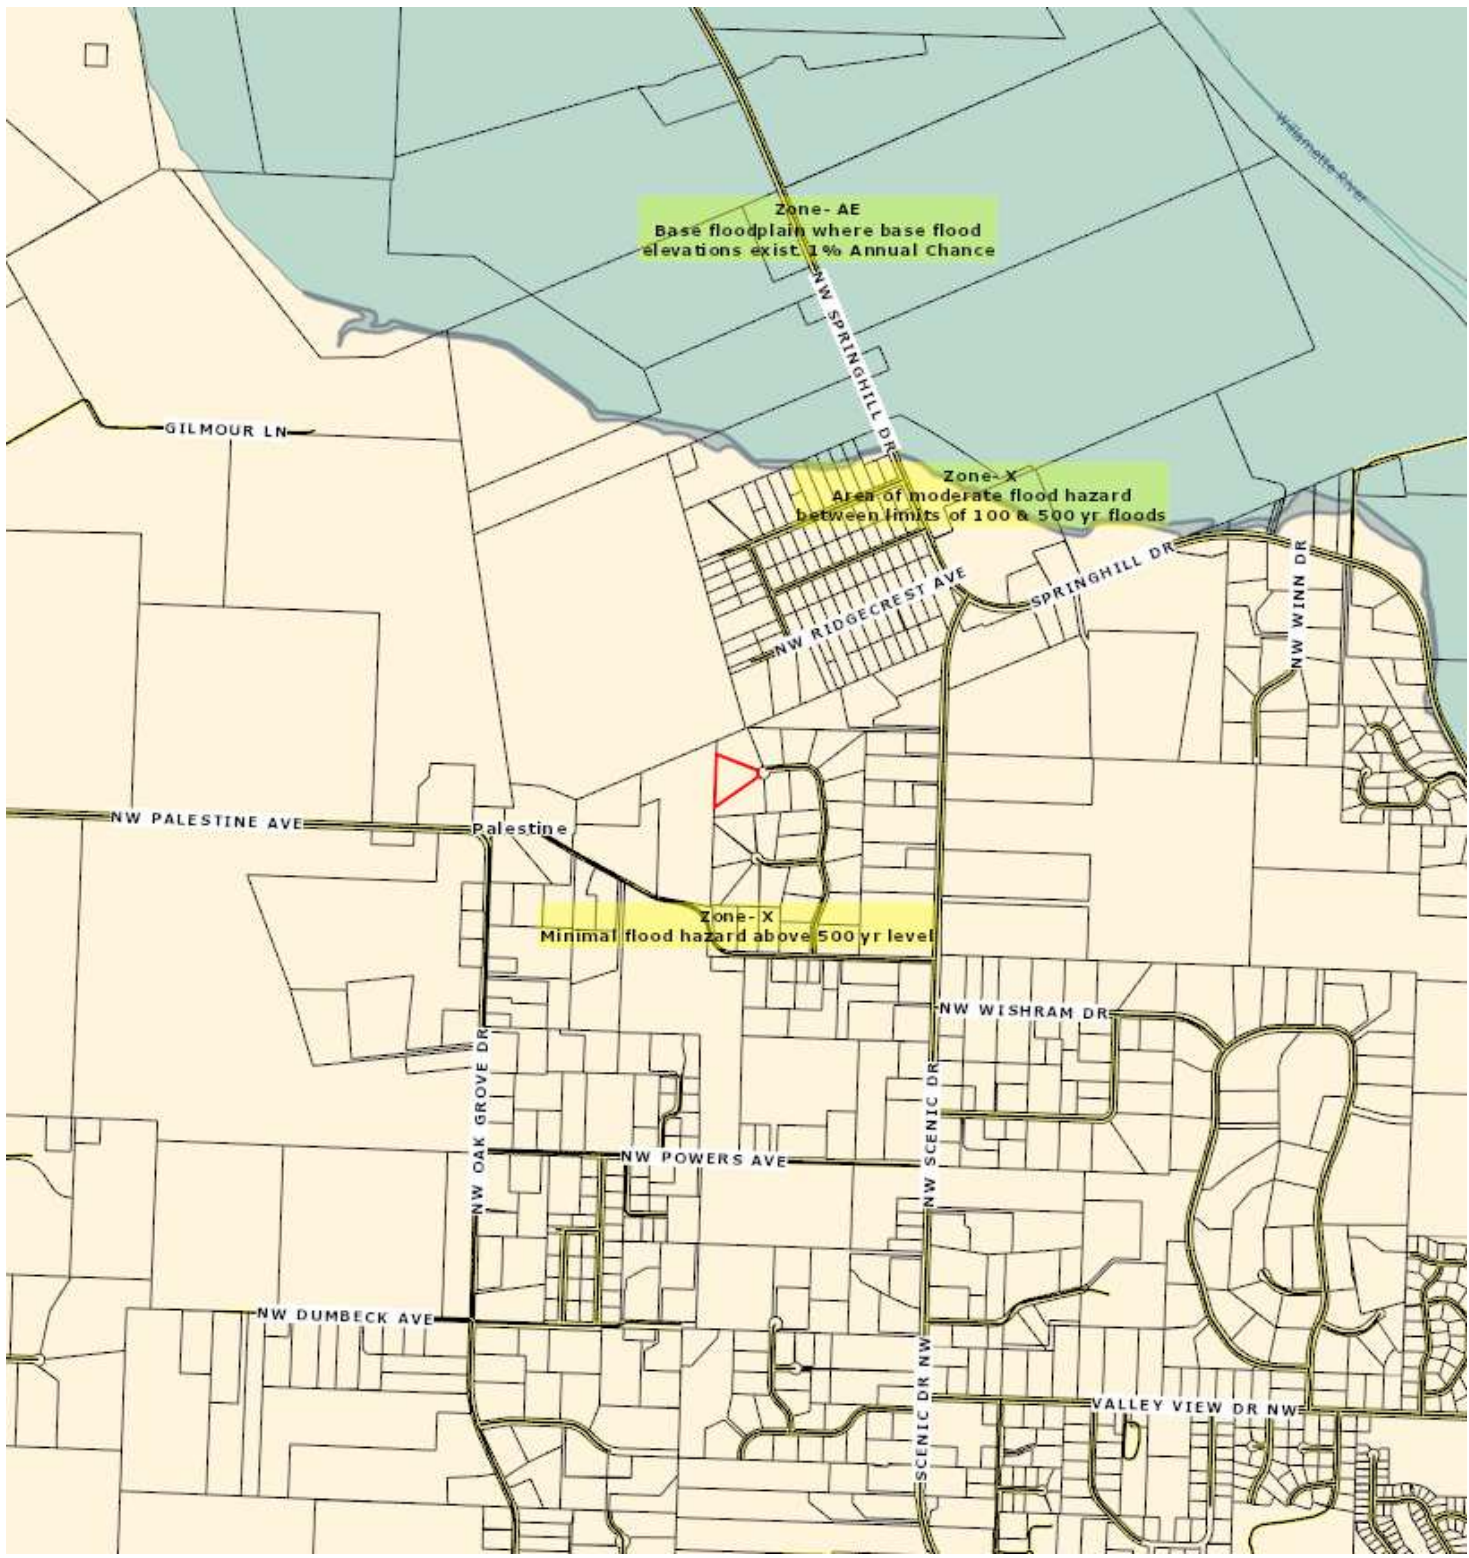 Willamette River
Zone- AE
Base floodplain where base flood
elevations exist. 1% Annual Chance
NW SPRINGHILL DR
GILMOUR LN
Zone- X
Area of moderate flood hazard
between limits of 100 & 500 yr floods
SPRINGHILL DR
NW WINN DR
NW RIDGECREST AVE
NW PALESTINE AVE
Palestine
Zone- X
Minimal flood hazard above 500 yr level
NW WISHRAM DR
NW OAK GROVE DR
NW SCENIC DR
NW POWERS AVE
NW DUMBECK AVE
SCENIC DR NW
VALLEY VIEW DR NW